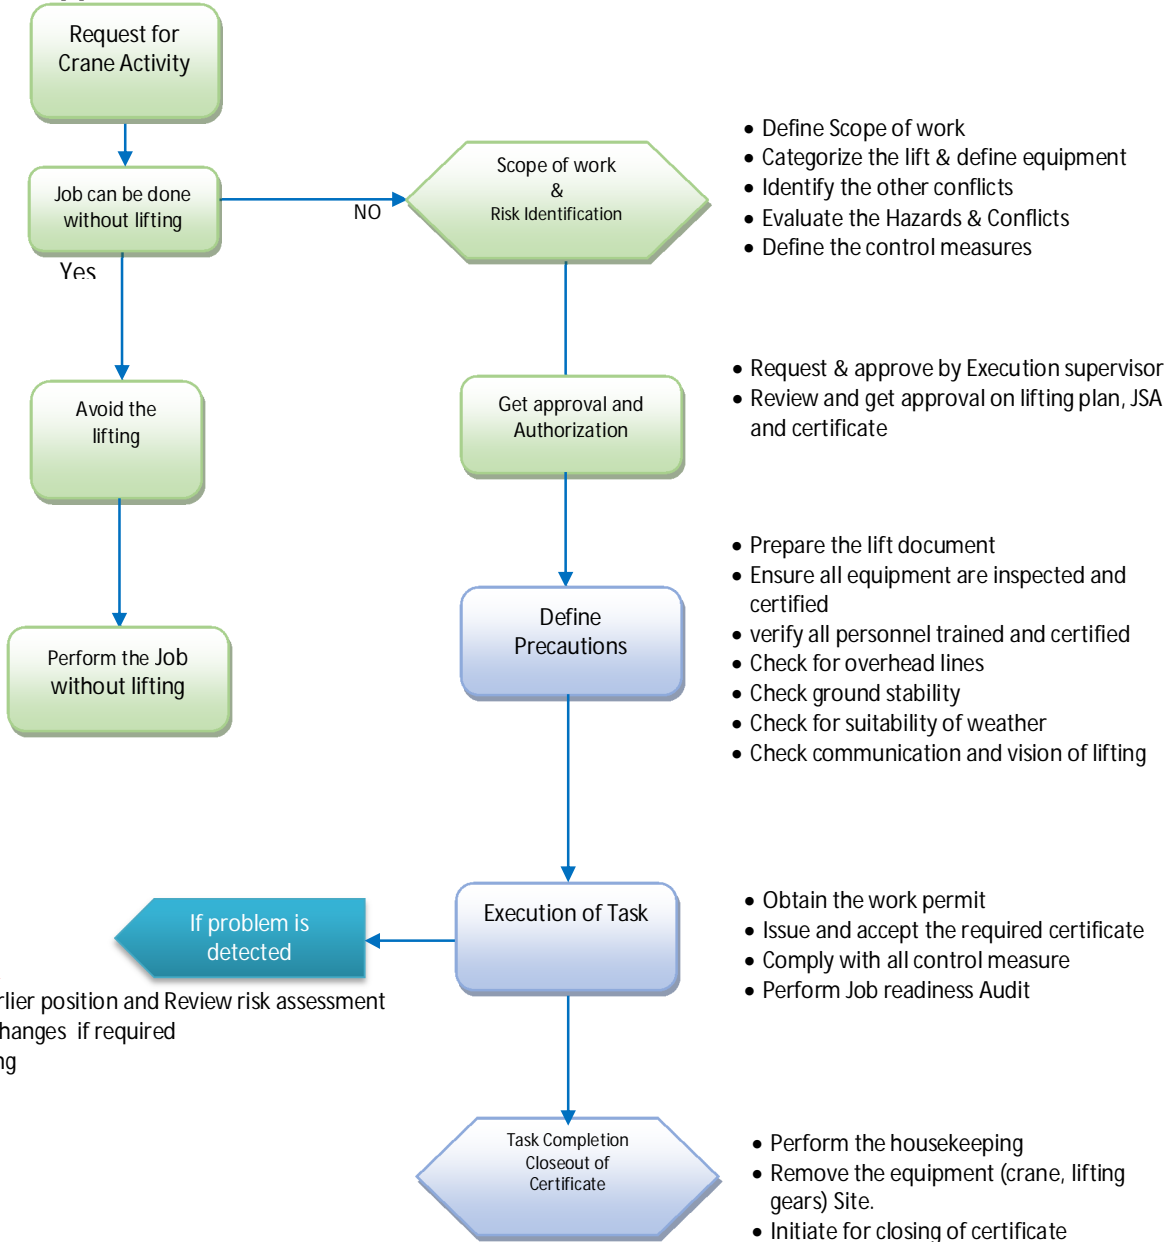 Request for
Crane Activity
Job can be done
without lifting
NO
Yes
Scope of work
&
Risk Identification
• Define Scope of work
• Categorize the lift & define equipment
• Identify the other conflicts
• Evaluate the Hazards & Conflicts
• Define the control measures
Avoid the
lifting
Get approval and
Authorization
• Request & approve by Execution supervisor
• Review and get approval on lifting plan, JSA
and certificate
Perform the Job
without lifting
Define
Precautions
• Prepare the lift document
• Ensure all equipment are inspected and
certified
• verify all personnel trained and certified
• Check for overhead lines
• Check ground stability
• Check for suitability of weather
• Check communication and vision of lifting
If problem is
detected
position and Review risk assessment
if required
Execution of Task
• Obtain the work permit
• Issue and accept the required certificate
• Comply with all control measure
• Perform Job readiness Audit
Task Completion
Closeout of
Certificate
• Perform the housekeeping
• Remove the equipment (crane, lifting
gears) Site.
• Initiate for closing of certificate